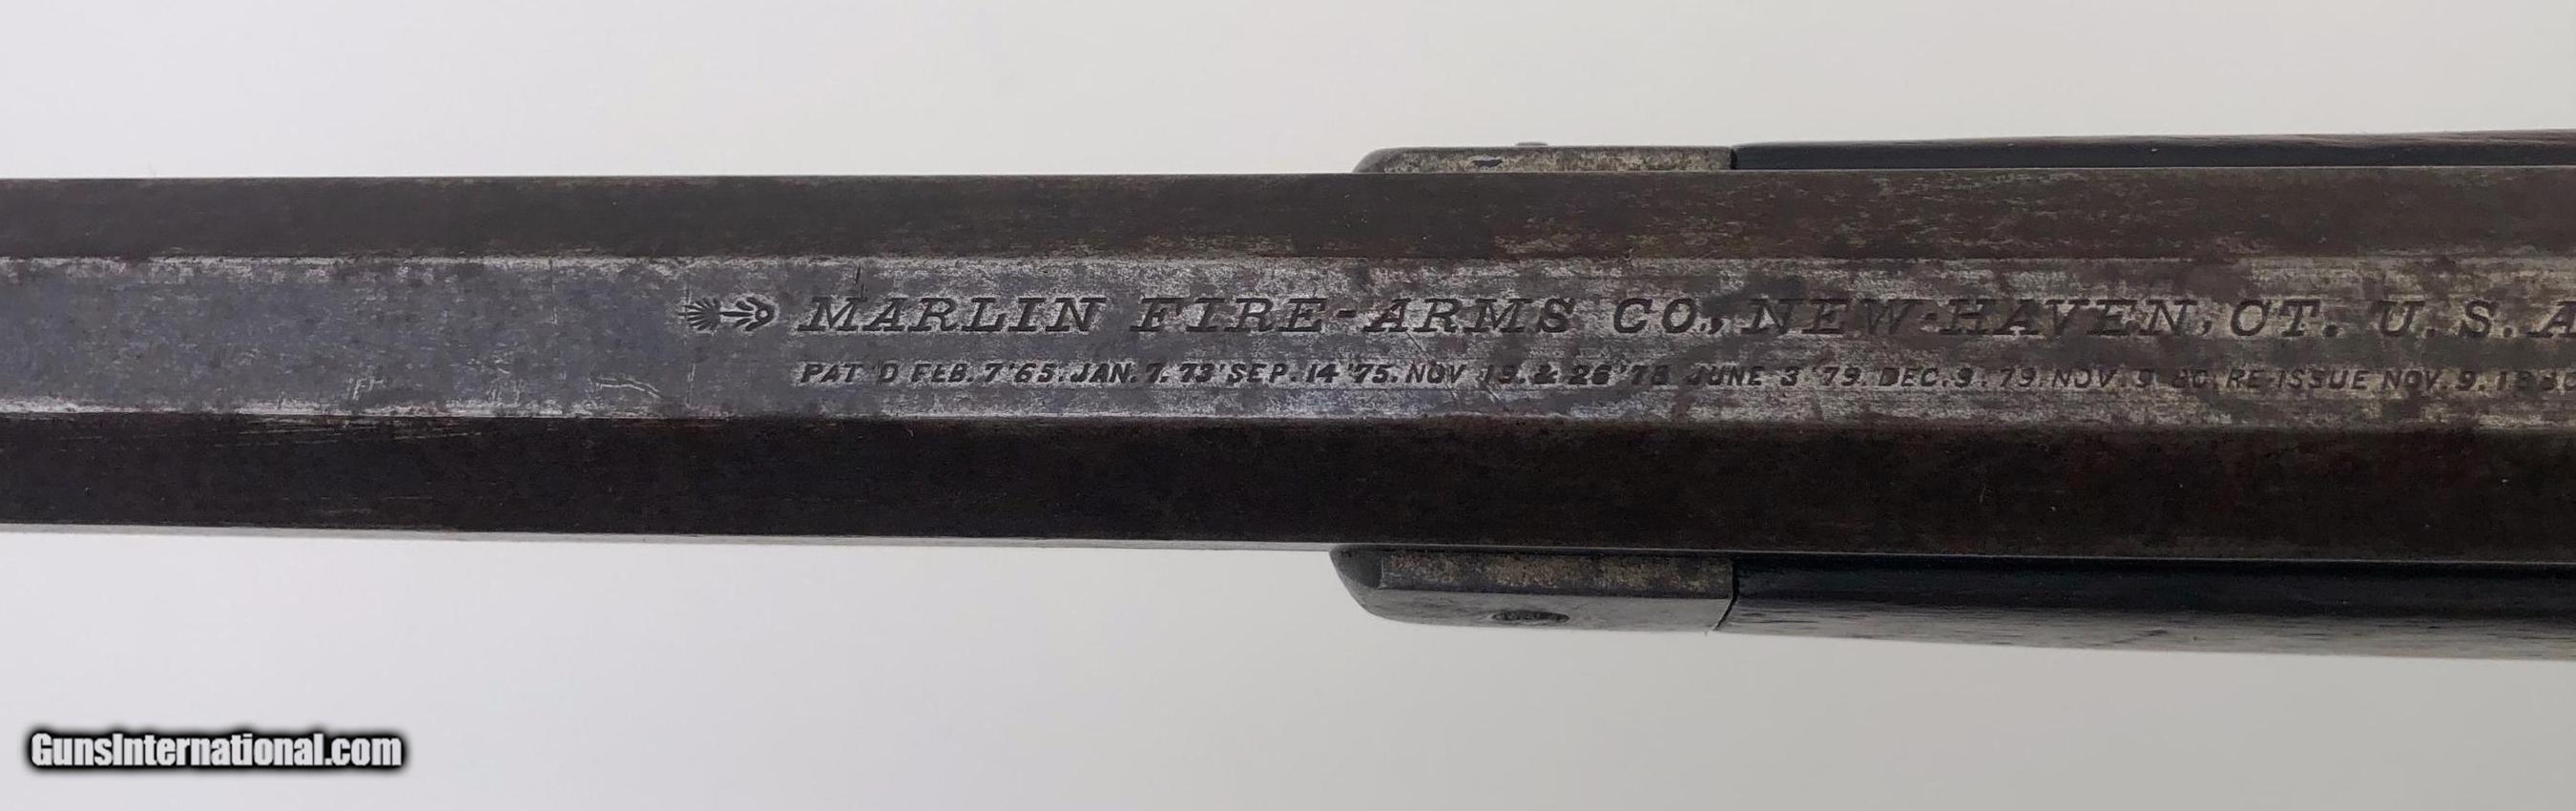 MARLIN FIRE-ARMS CO., NEW-HAVEN, CT. U.S.A
PAT'D FEB. 7'65. JAN. 7. 73' SEP. 14 '75. NOV 19. & 26 '78 JUNE 3 '79. DEC. 9. 79. NOV. 9 80. RE-ISSUE NOV. 9.
GunsInternational.com